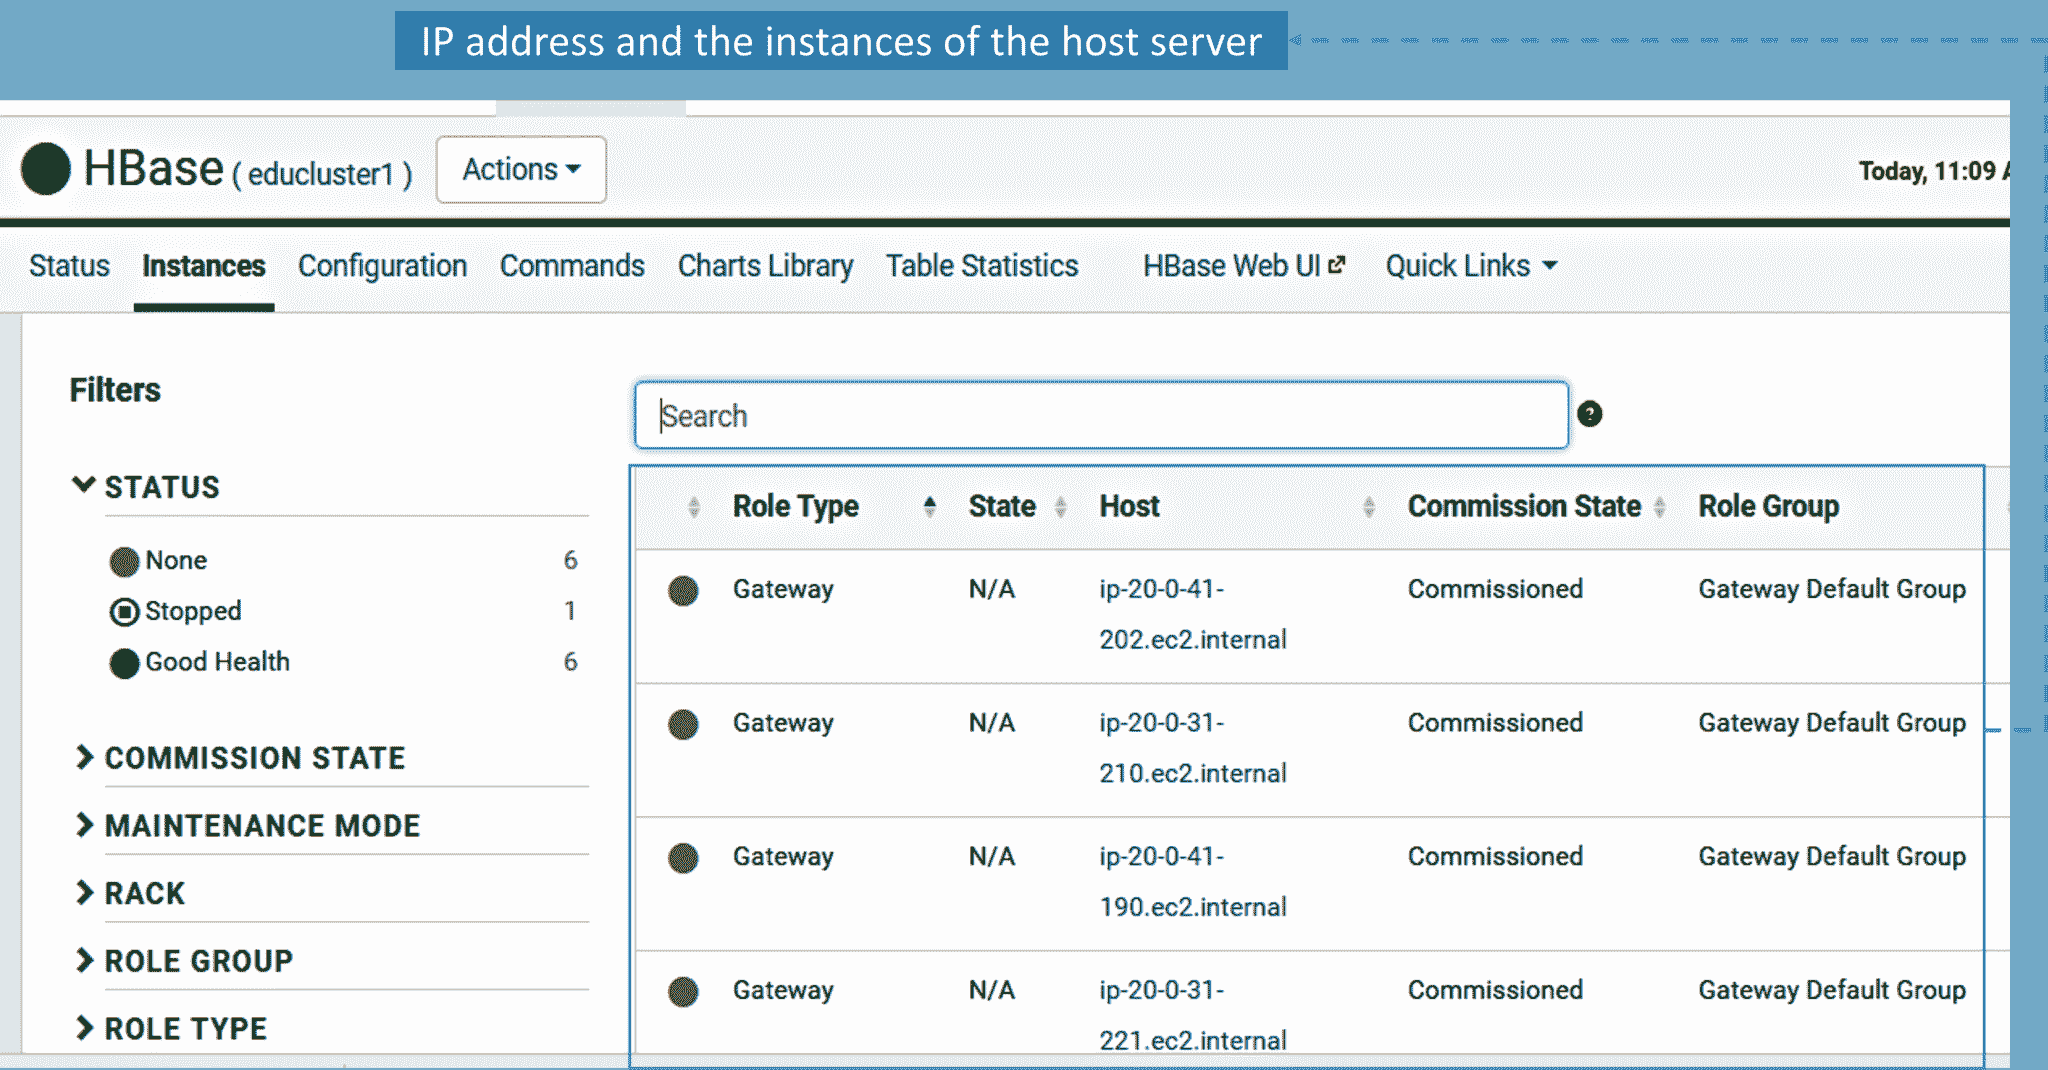 IP address and the instances of the host server
HBase ( educluster1 ) Actions
Today, 11:09
Status Instances Configuration Commands Charts Library Table Statistics HBase Web UI Quick Links
Filters
Search
?
STATUS
None 6
Stopped 1
Good Health 6
COMMISSION STATE
MAINTENANCE MODE
RACK
ROLE GROUP
ROLE TYPE
Role Type State Host Commission State Role Group
Gateway N/A ip-20-0-41- Commissioned Gateway Default Group
202.ec2.internal
Gateway N/A ip-20-0-31- Commissioned Gateway Default Group
210.ec2.internal
Gateway N/A ip-20-0-41- Commissioned Gateway Default Group
190.ec2.internal
Gateway N/A ip-20-0-31- Commissioned Gateway Default Group
221.ec2.internal